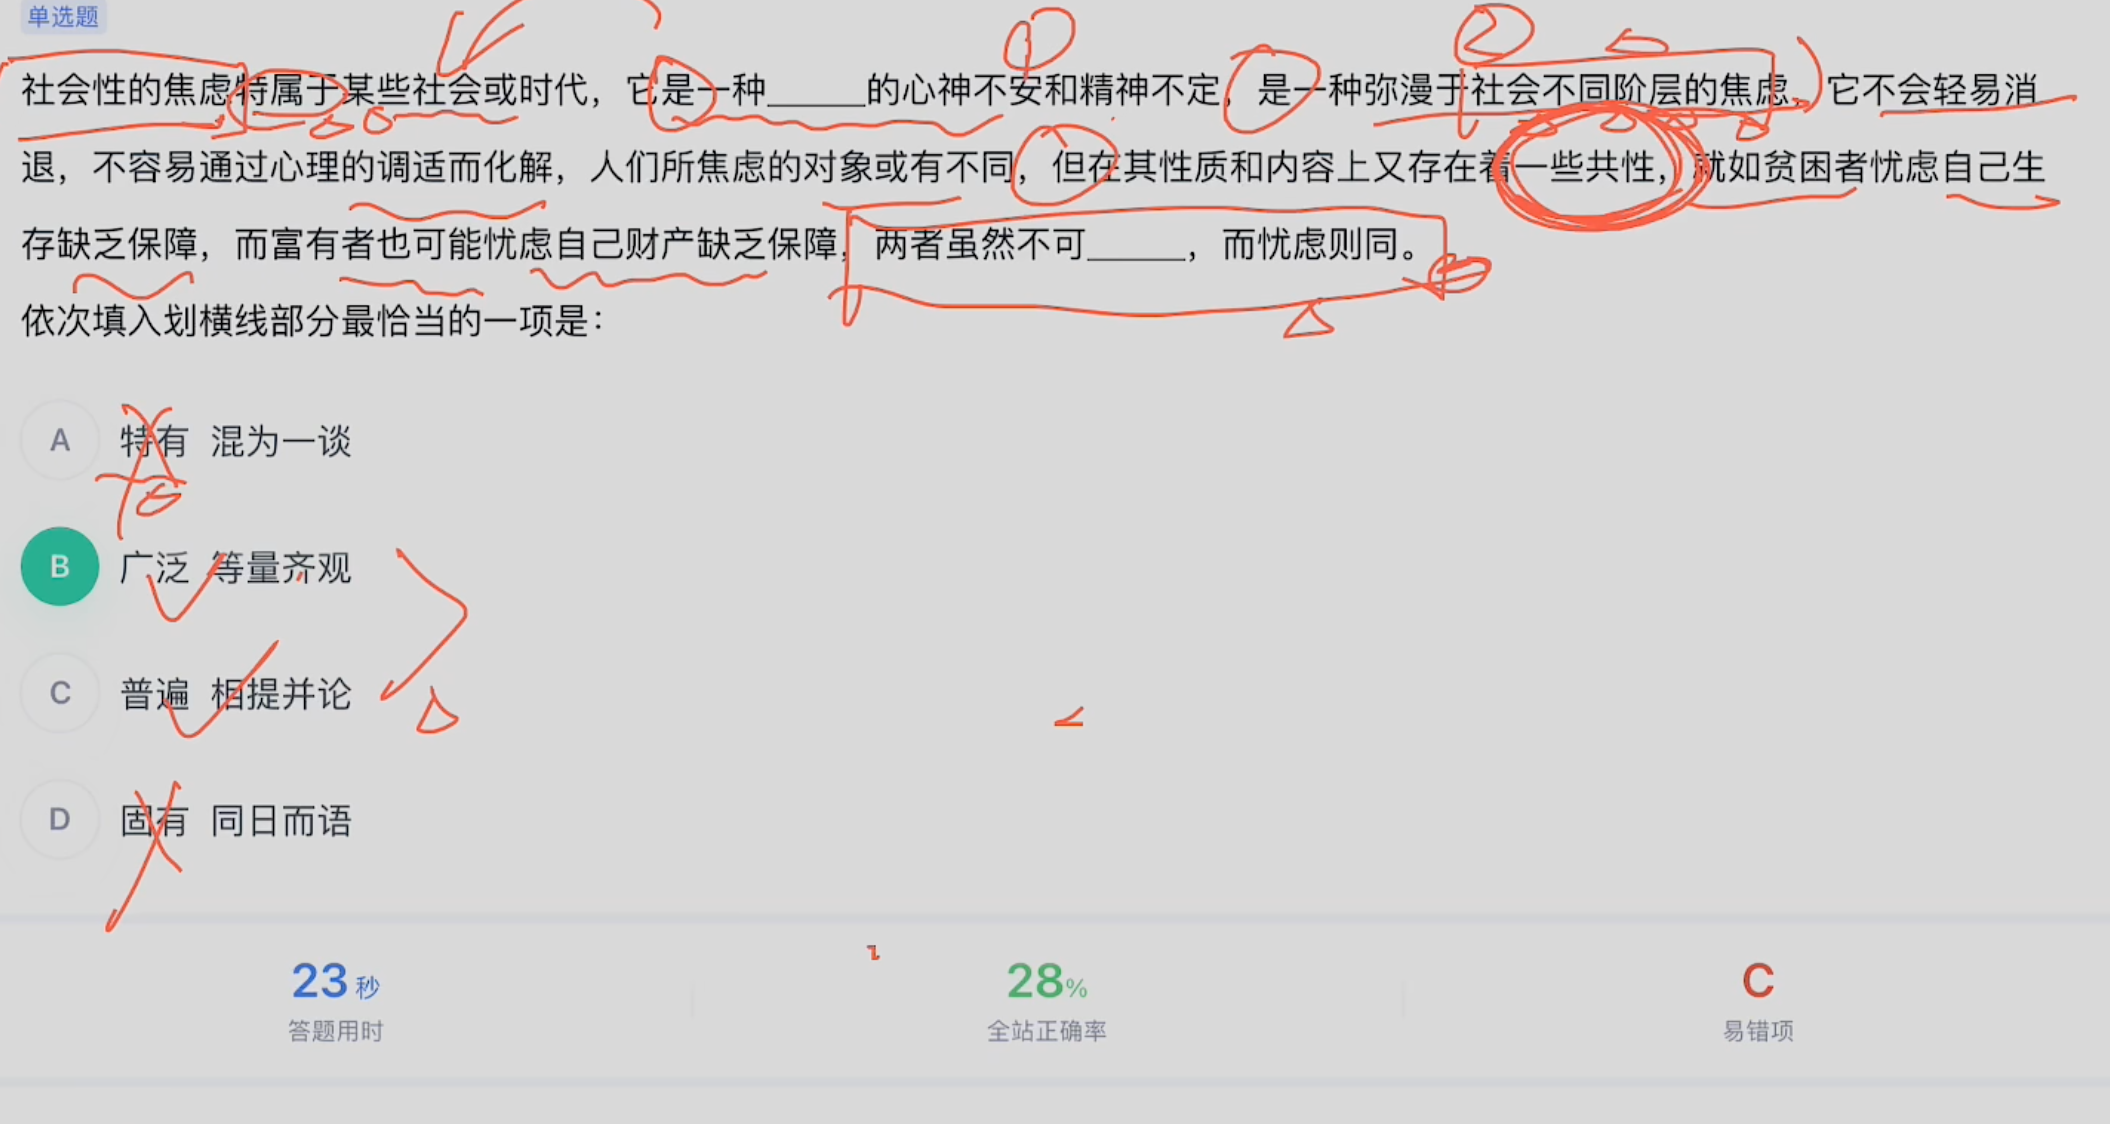 单选题
社会性的焦虑特属于某些社会或时代，它是一种_____的心神不安和精神不定，是一种弥漫于社会不同阶层的焦虑，它不会轻易消
退，不容易通过心理的调适而化解，人们所焦虑的对象或有不同，但在其性质和内容上又存在着一些共性，就如贫困者忧虑自己生
存缺乏保障，而富有者也可能忧虑自己财产缺乏保障，两者虽然不可_____，而忧虑则同。
依次填入划横线部分最恰当的一项是：
A 特有 混为一谈
B 广泛 等量齐观
C 普遍 相提并论
D 固有 同日而语
23秒 28% C
答题用时 全站正确率 易错项